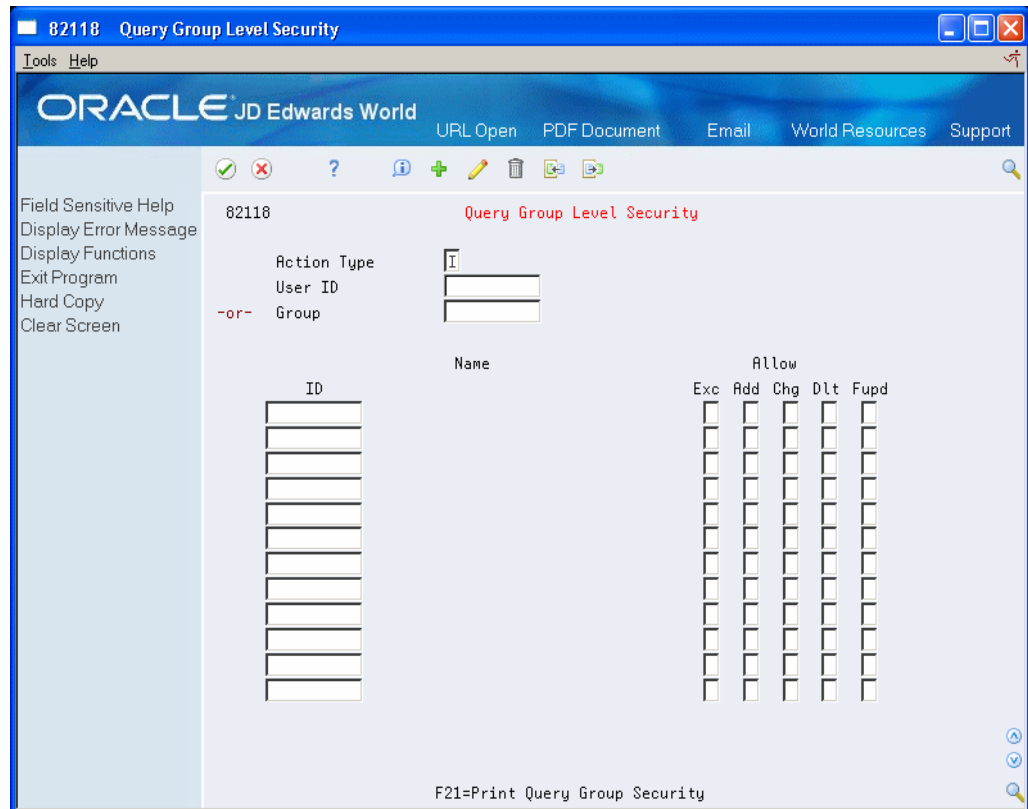 82118 Query Group Level Security
Tools Help
ORACLE JD Edwards World
URL Open PDF Document Email World Resources Support
Field Sensitive Help
Display Error Message
Display Functions
Exit Program
Hard Copy
Clear Screen
82118 Query Group Level Security
Action Type I
User ID
-or- Group
Name Allow
ID Exc Add Chg Dlt Fupd
F21=Print Query Group Security